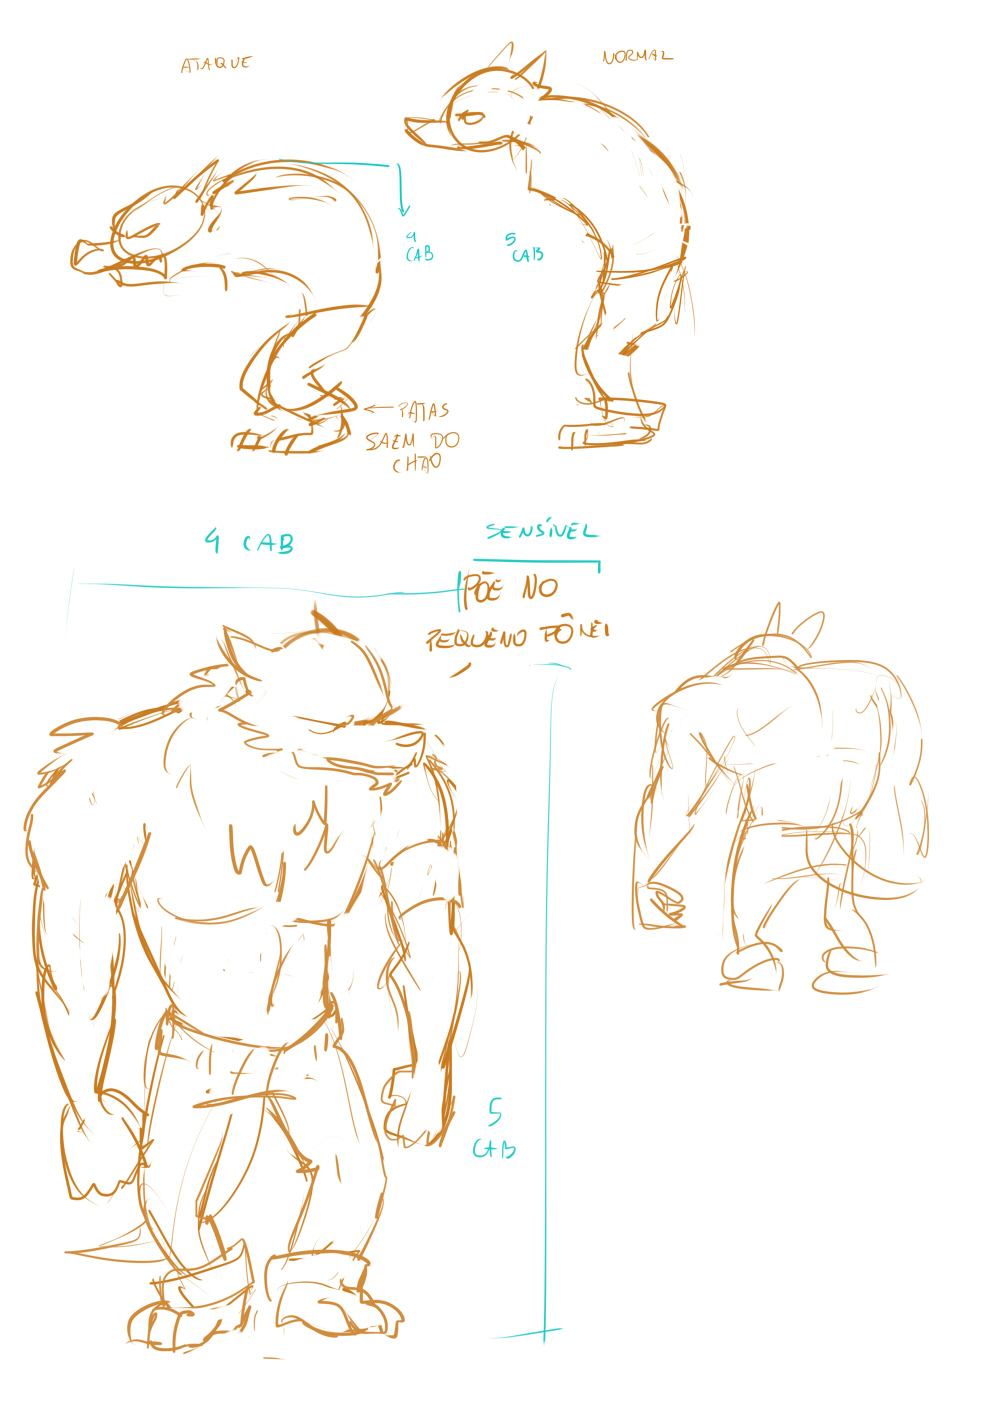 ATAQUE
NORMAL
4
CAB
5
CAB
← PATAS
SAEM DO
CHÃO
4 CAB
SENSÍVEL
PÕE NO
PEQUENO PÔNEI
5
CAB